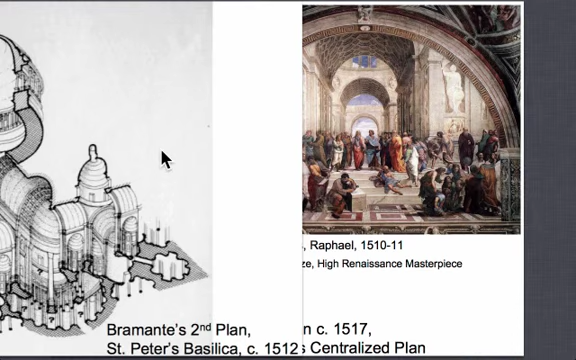 , Raphael, 1510-11
ze, High Renaissance Masterpiece
Bramante's 2nd Plan,
St. Peter's Basilica, c. 1512
n c. 1517,
s Centralized Plan